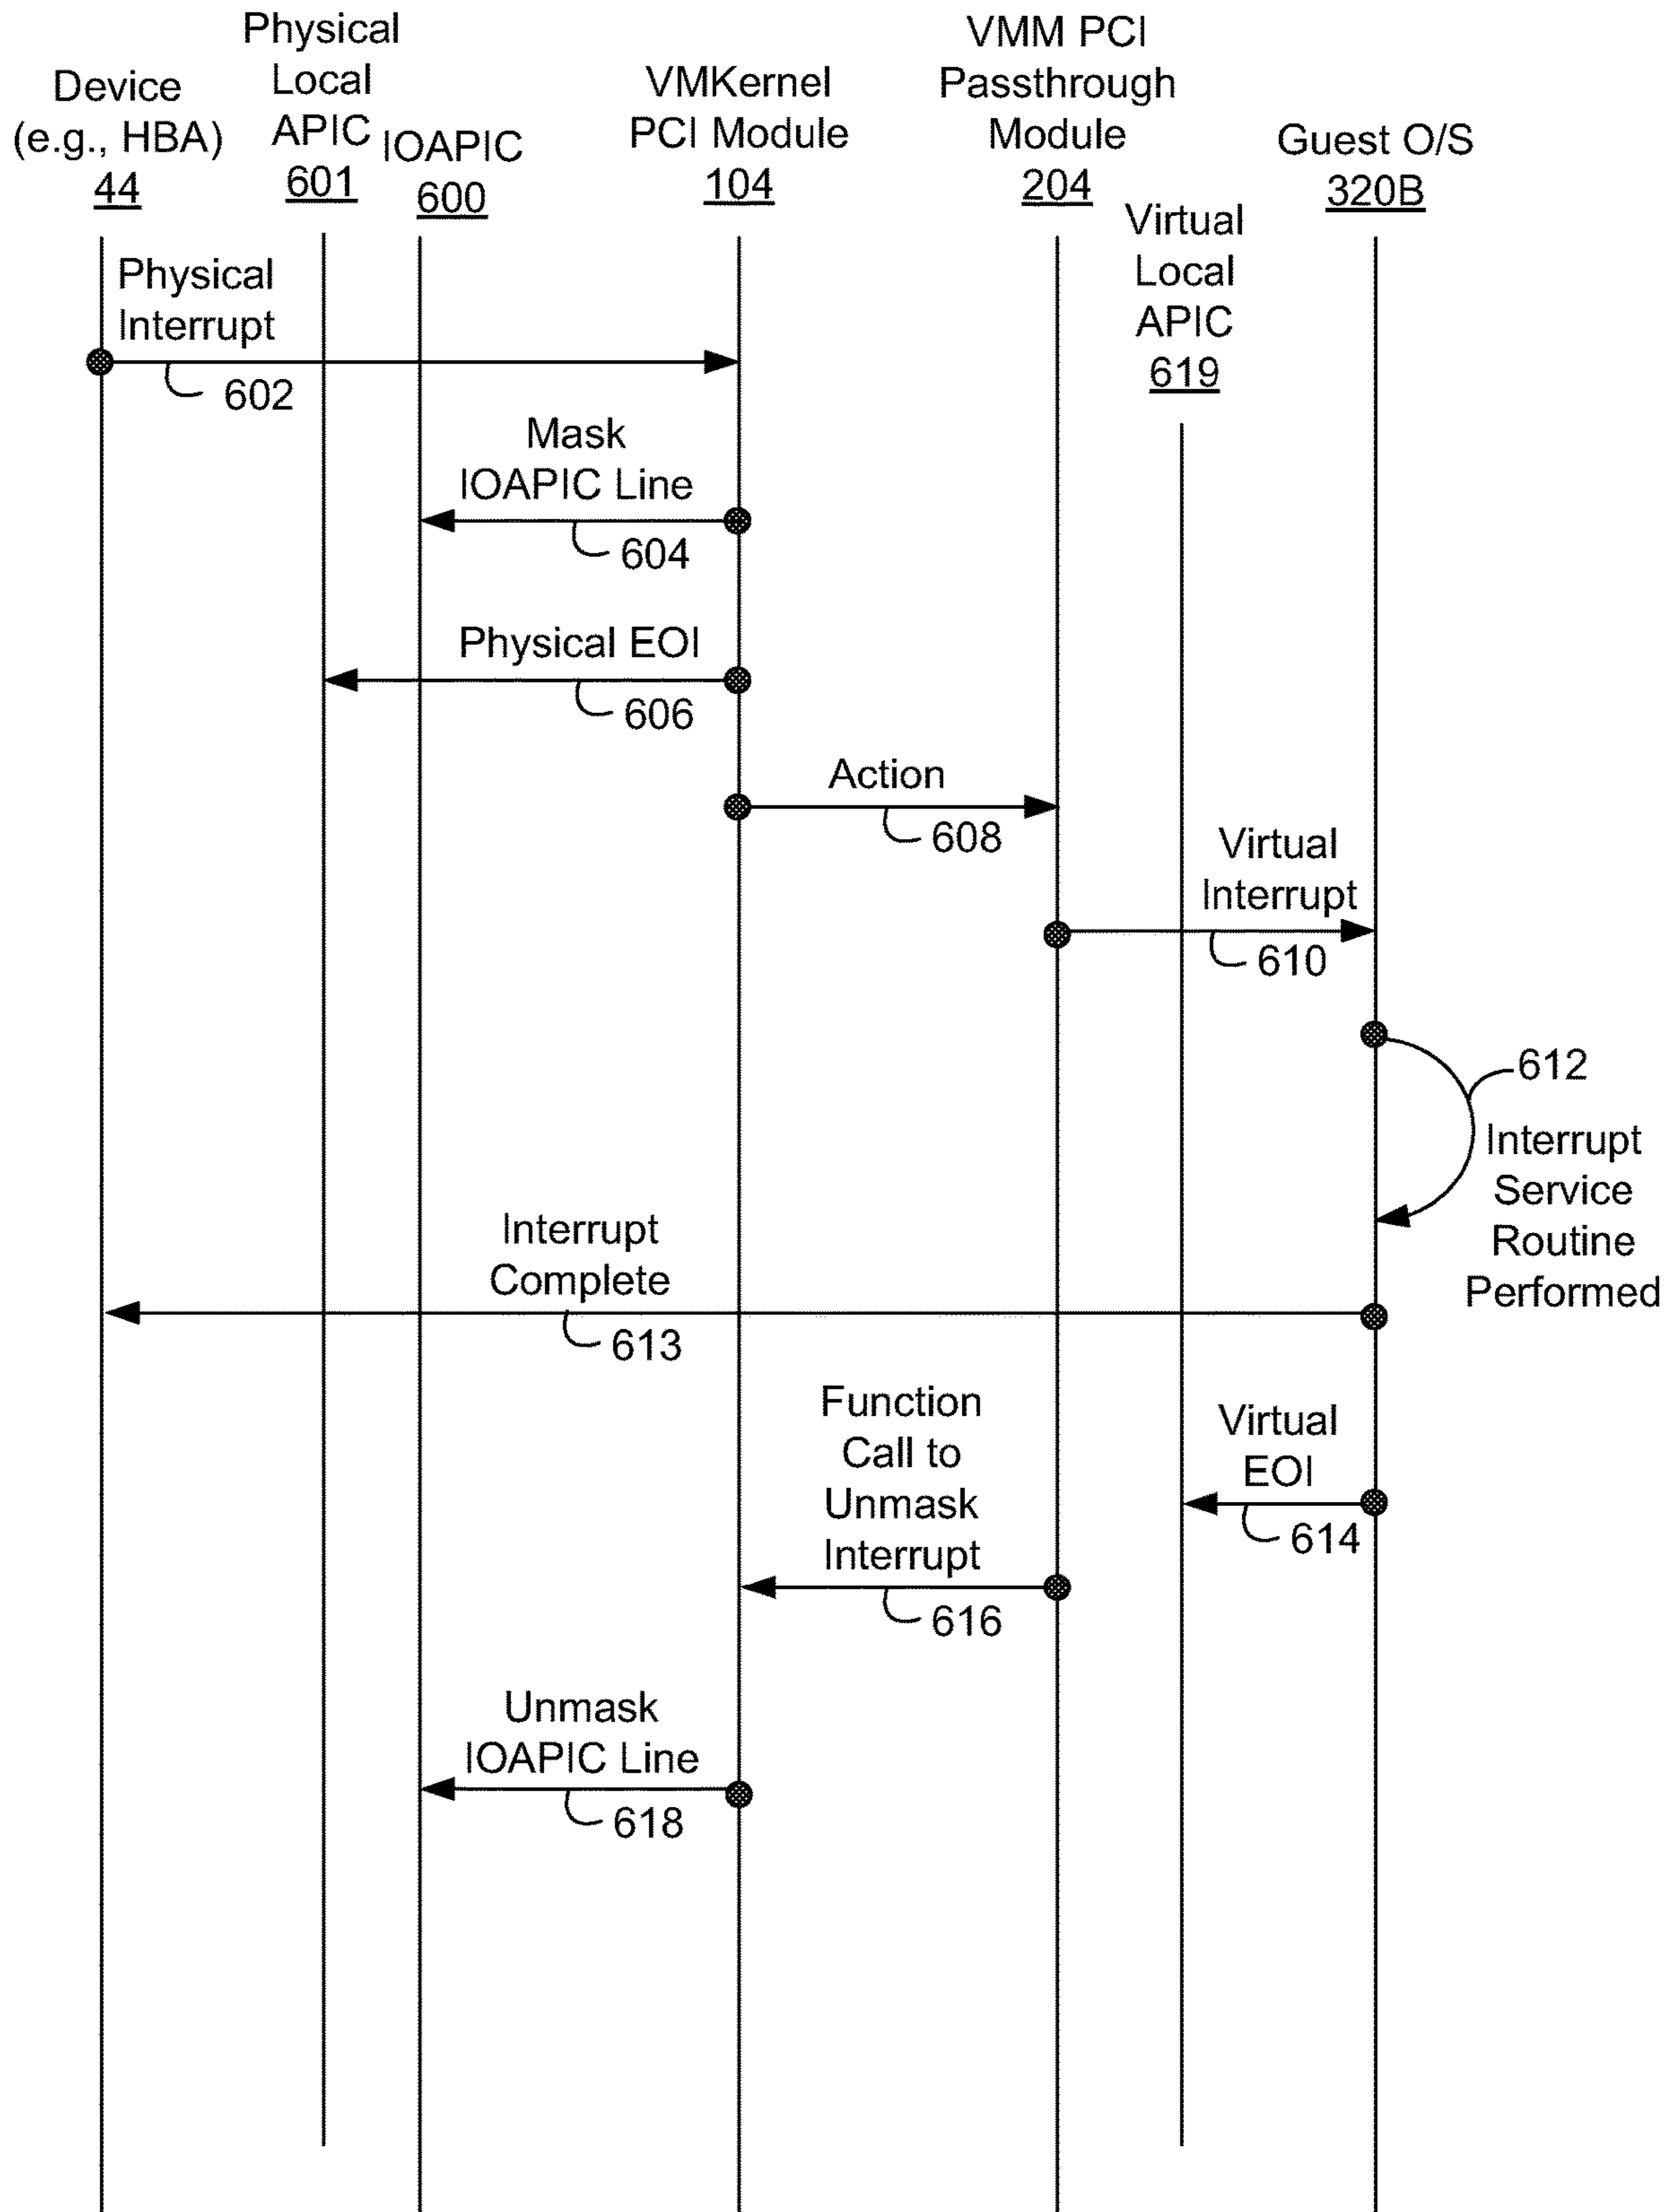 Device
(e.g., HBA)
44
Physical
Local
APIC
601
IOAPIC
600
VMKernel
PCI Module
104
VMM PCI
Passthrough
Module
204
Virtual
Local
APIC
619
Guest O/S
320B
Physical
Interrupt
602
Mask
IOAPIC Line
604
Physical EOI
606
Action
608
Virtual
Interrupt
610
612
Interrupt
Service
Routine
Performed
Interrupt
Complete
613
Virtual
EOI
614
Function
Call to
Unmask
Interrupt
616
Unmask
IOAPIC Line
618